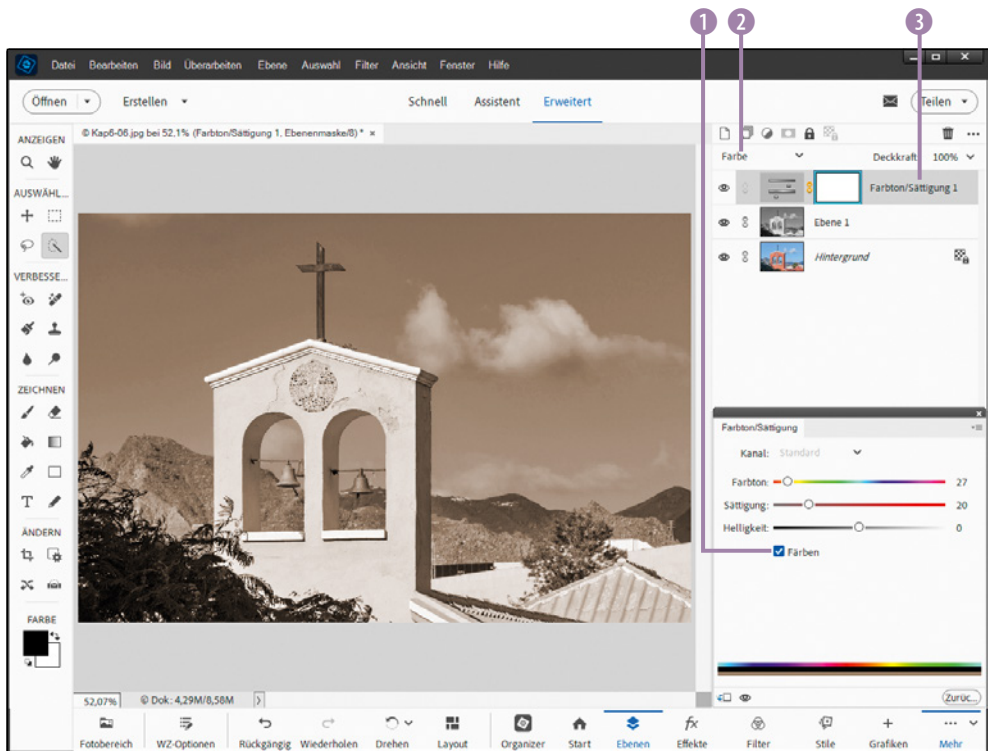 1 2 3
Datei Bearbeiten Bild Überarbeiten Ebene Auswahl Filter Ansicht Fenster Hilfe
Öffnen Erstellen Schnell Assistent Erweitert Teilen
© Kap6-06.jpg bei 52,1% (Farbton/Sättigung 1, Ebenenmaske/8) * ×
ANZEIGEN
AUSWÄHL...
VERBESSE...
ZEICHNEN
T
ÄNDERN
FARBE
Farbe Deckkraft: 100%
Farbton/Sättigung 1
Ebene 1
Hintergrund
Farbton/Sättigung
Kanal: Standard
Farbton: 27
Sättigung: 20
Helligkeit: 0
Färben
Zurüc...
52,07% © Dok: 4,29M/8,58M
Fotobereich WZ-Optionen Rückgängig Wiederholen Drehen Layout Organizer Start Ebenen Effekte Filter Stile Grafiken Mehr